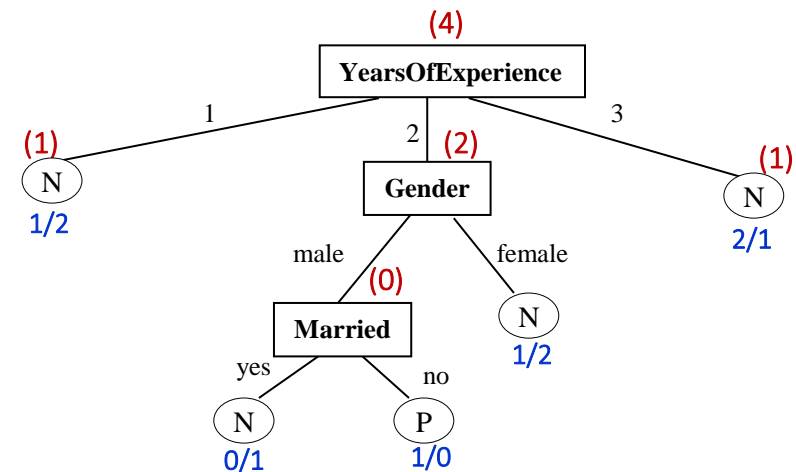 (4)
YearsOfExperience
1
2
3
(1)
N
1/2
(2)
Gender
(1)
N
2/1
male
female
(0)
Married
N
1/2
yes
no
N
0/1
P
1/0